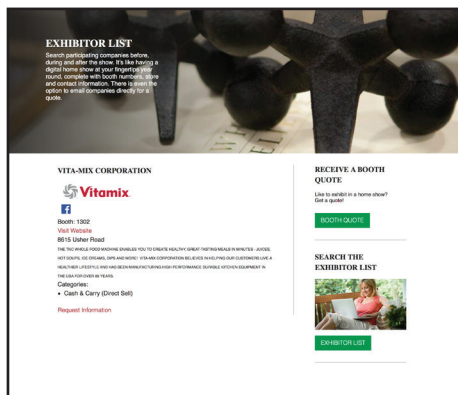 EXHIBITOR LIST
Search participating companies before,
during and after the show. It's like having a
digital home show at your fingertips year
round, complete with booth numbers, store
and contact information. There is even the
option to email companies directly for a
quote.
VITA-MIX CORPORATION
Vitamix
Booth: 1302
Visit Website
8615 Usher Road
THE TNC WHOLE FOOD MACHINE ENABLES YOU TO CREATE HEALTHY, GREAT-TASTING MEALS IN MINUTES - JUICES,
HOT SOUPS, ICE CREAMS, DIPS AND MORE! VITA-MIX CORPORATION BELIEVES IN HELPING OUR CUSTOMERS LIVE A
HEALTHIER LIFESTYLE AND HAS BEEN MANUFACTURING HIGH-PERFORMANCE DURABLE KITCHEN EQUIPMENT IN
THE USA FOR OVER 85 YEARS.
Categories:
• Cash & Carry (Direct Sell)
Request Information
RECEIVE A BOOTH
QUOTE
Like to exhibit in a home show?
Get a quote!
BOOTH QUOTE
SEARCH THE
EXHIBITOR LIST
EXHIBITOR LIST